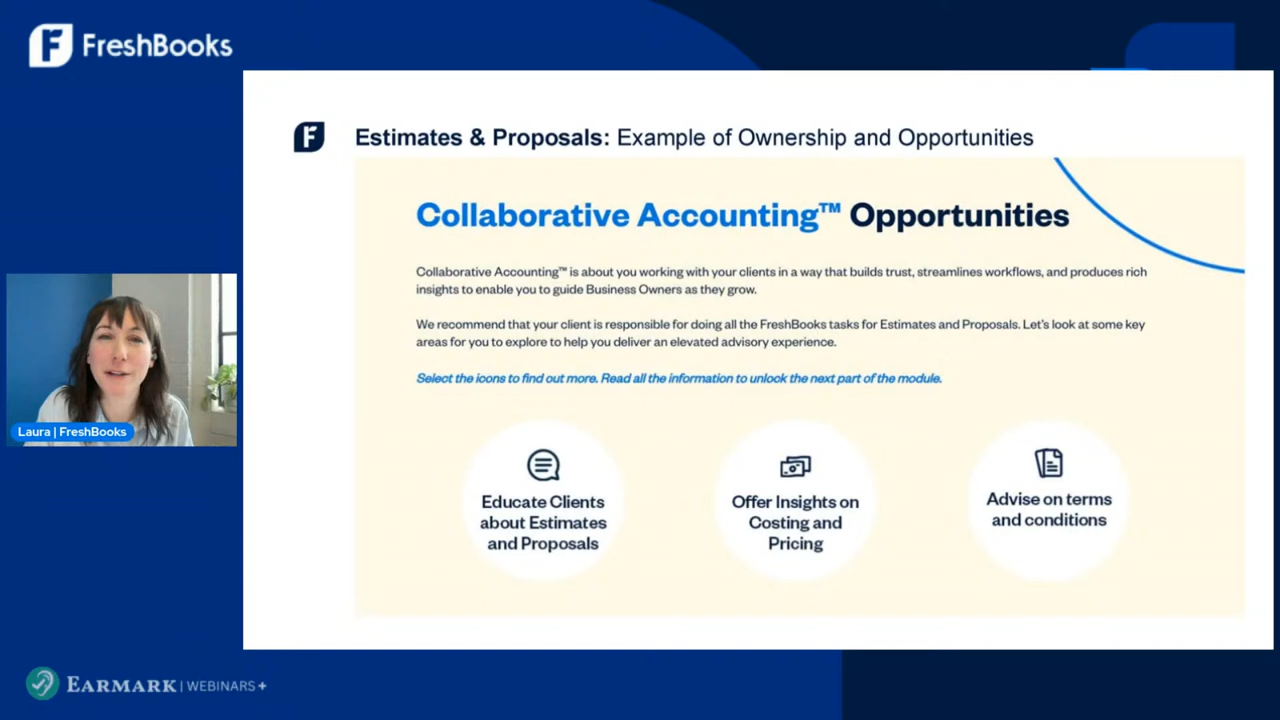 FreshBooks
Estimates & Proposals: Example of Ownership and Opportunities
Collaborative Accounting™ Opportunities
Collaborative Accounting™ is about you working with your clients in a way that builds trust, streamlines workflows, and produces rich
insights to enable you to guide Business Owners as they grow.
We recommend that your client is responsible for doing all the FreshBooks tasks for Estimates and Proposals. Let's look at some key
areas for you to explore to help you deliver an elevated advisory experience.
Select the icons to find out more. Read all the information to unlock the next part of the module.
Educate Clients
about Estimates
and Proposals
Offer Insights on
Costing and
Pricing
Advise on terms
and conditions
Laura | FreshBooks
EARMARK | WEBINARS +